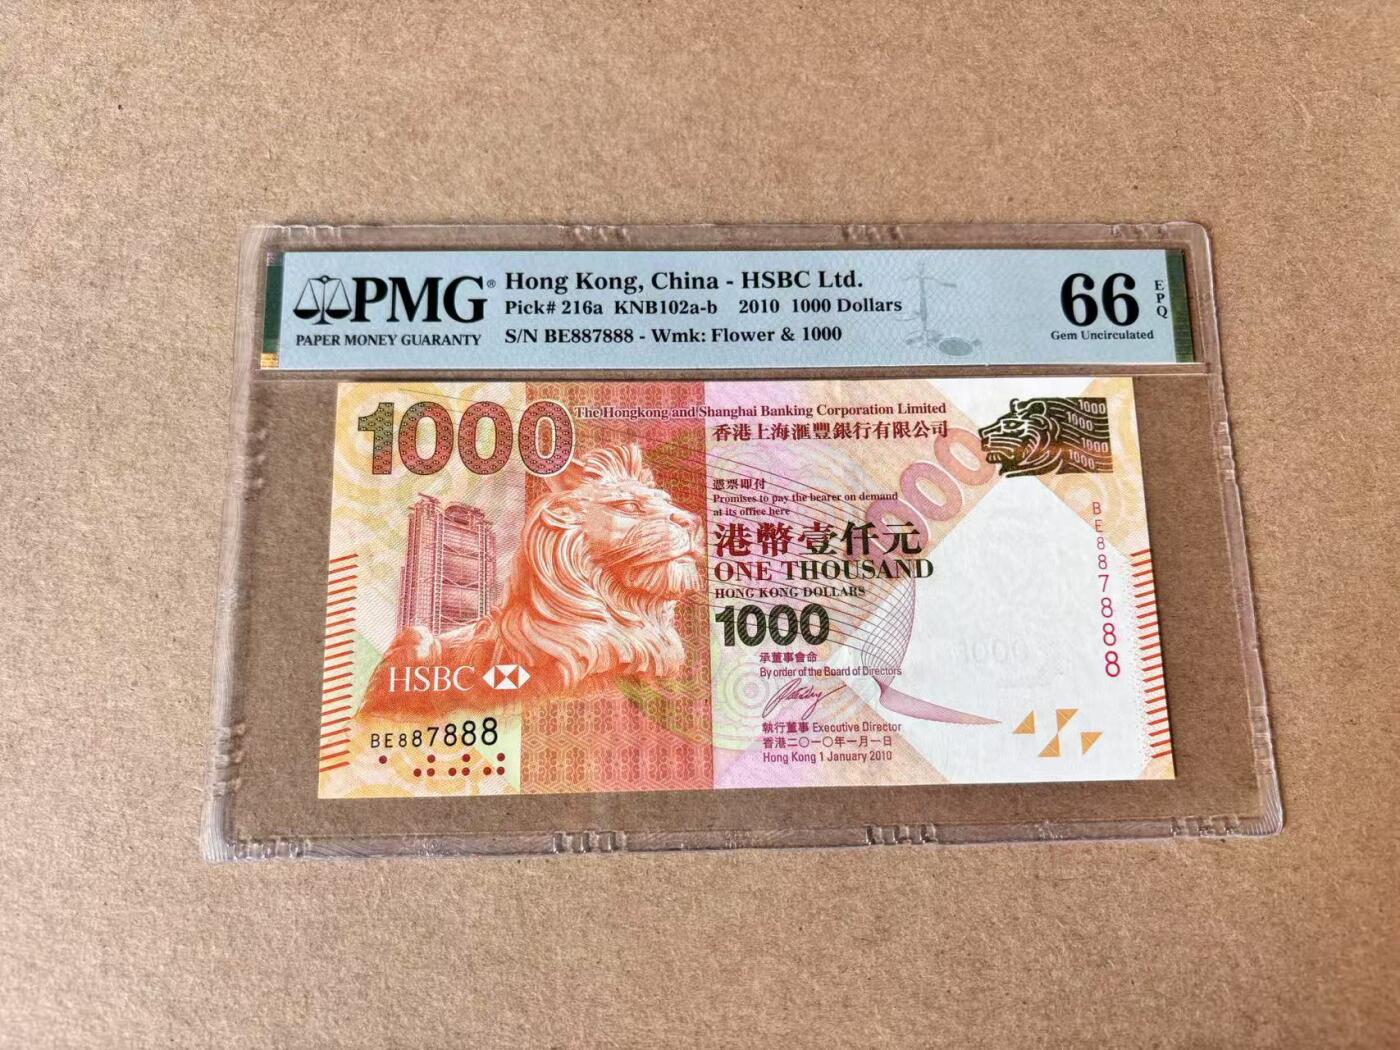 PMG®
PAPER MONEY GUARANTY
Hong Kong, China - HSBC Ltd.
Pick# 216a KNB102a-b 2010 1000 Dollars
S/N BE887888 - Wmk: Flower & 1000
66
EPQ
Gem Uncirculated
1000
The Hongkong and Shanghai Banking Corporation Limited
香港上海滙豐銀行有限公司
1000
1000
1000
1000
1000
憑票即付
Promises to pay the bearer on demand
at its office here
港幣壹仟元
ONE THOUSAND
HONG KONG DOLLARS
1000
承董事會命
By order of the Board of Directors
執行董事 Executive Director
香港二〇一〇年一月一日
Hong Kong 1 January 2010
HSBC
BE887888
BE887888
1000